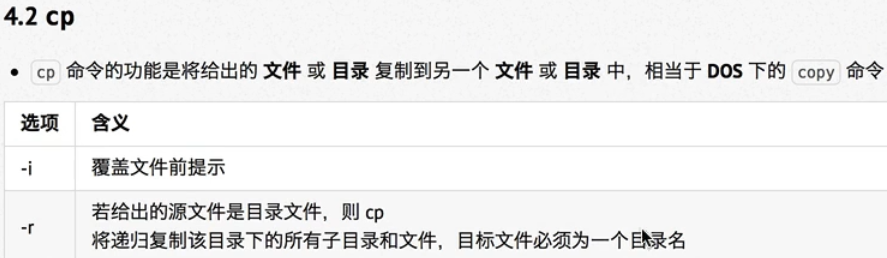 4.2 cp
cp 命令的功能是将给出的 文件 或 目录 复制到另一个 文件 或 目录 中，相当于 DOS 下的 copy 命令
选项 含义
-i 覆盖文件前提示
-r 若给出的源文件是目录文件，则 cp
将递归复制该目录下的所有子目录和文件，目标文件必须为一个目录名